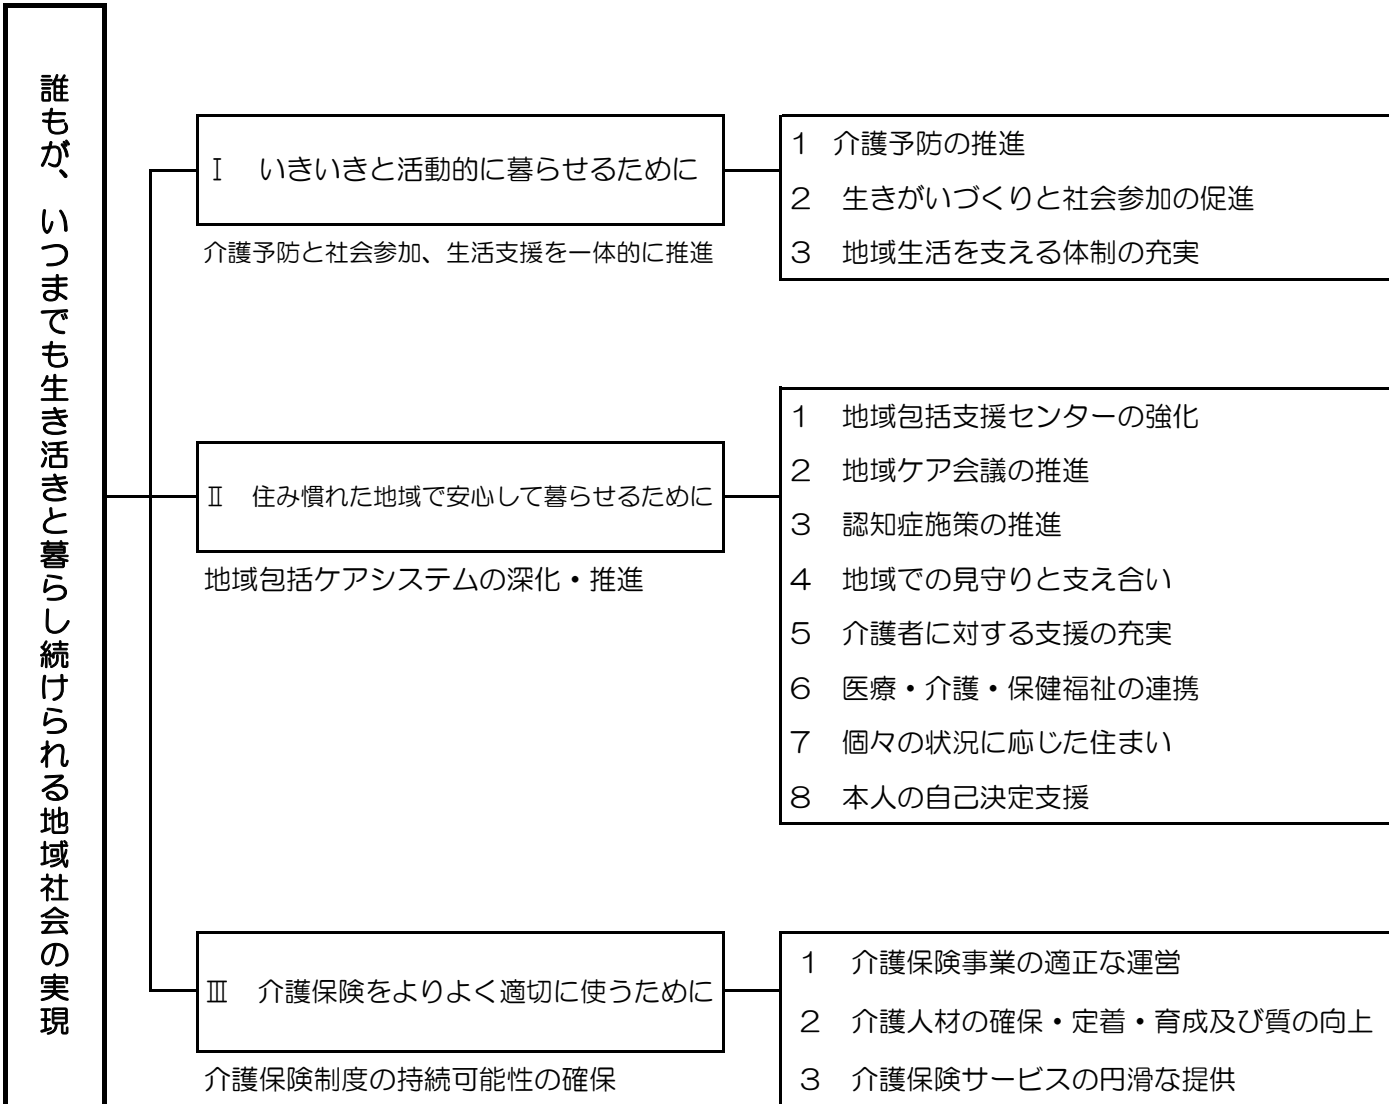 誰もが、いつまでも生き活きと暮らし続けられる地域社会の実現
Ⅰ　いきいきと活動的に暮らせるために
介護予防と社会参加、生活支援を一体的に推進
１　介護予防の推進
２　生きがいづくりと社会参加の促進
３　地域生活を支える体制の充実
Ⅱ　住み慣れた地域で安心して暮らせるために
地域包括ケアシステムの深化・推進
１　地域包括支援センターの強化
２　地域ケア会議の推進
３　認知症施策の推進
４　地域での見守りと支え合い
５　介護者に対する支援の充実
６　医療・介護・保健福祉の連携
７　個々の状況に応じた住まい
８　本人の自己決定支援
Ⅲ　介護保険をよりよく適切に使うために
介護保険制度の持続可能性の確保
１　介護保険事業の適正な運営
２　介護人材の確保・定着・育成及び質の向上
３　介護保険サービスの円滑な提供